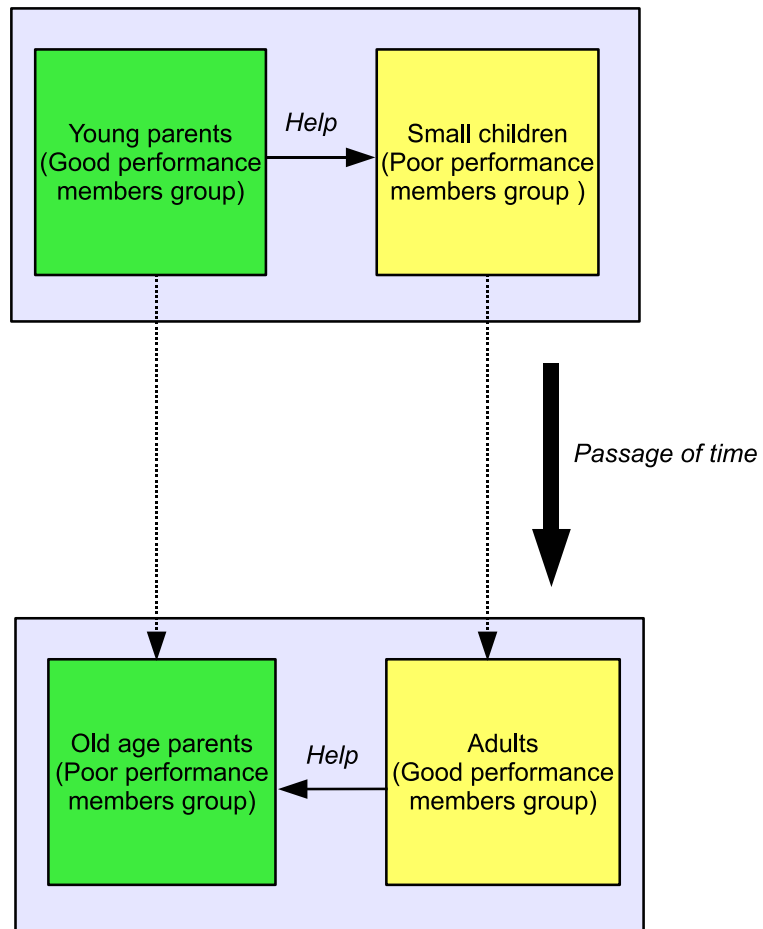 Young parents
(Good performance
members group)
Help
Small children
(Poor performance
members group )
Passage of time
Old age parents
(Poor performance
members group)
Help
Adults
(Good performance
members group)